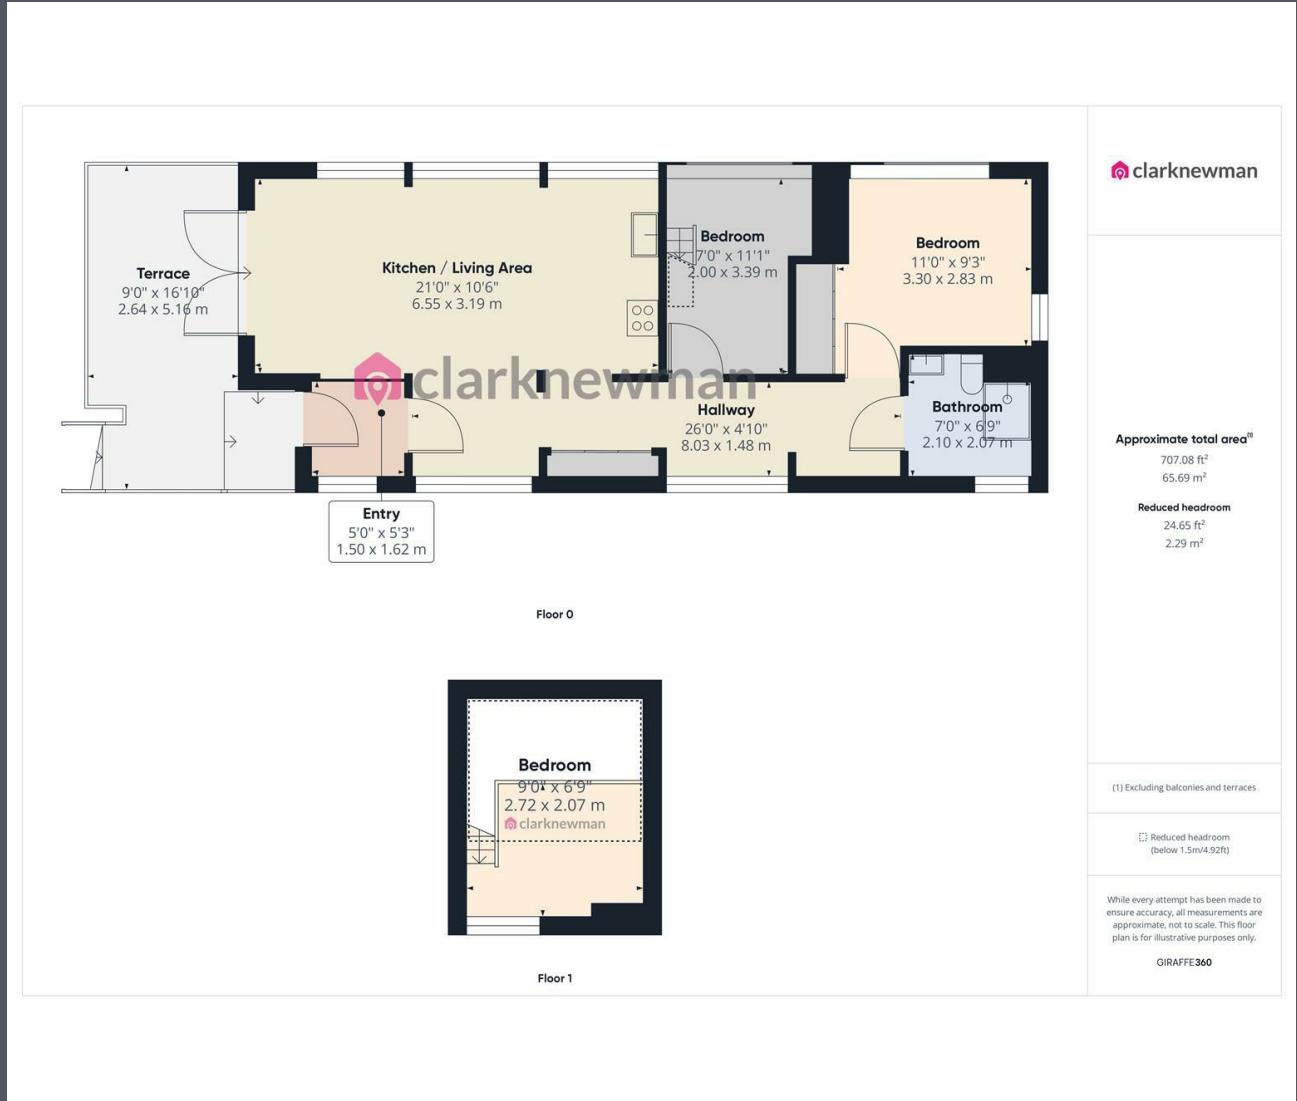 clarknewman
Terrace
9'0" x 16'10"
2.64 x 5.16 m
Kitchen / Living Area
21'0" x 10'6"
6.55 x 3.19 m
Bedroom
7'0" x 11'1"
2.00 x 3.39 m
Bedroom
11'0" x 9'3"
3.30 x 2.83 m
clarknewman
Hallway
26'0" x 4'10"
8.03 x 1.48 m
Bathroom
7'0" x 6'9"
2.10 x 2.07 m
Entry
5'0" x 5'3"
1.50 x 1.62 m
Floor 0
Bedroom
9'0" x 6'9"
2.72 x 2.07 m
clarknewman
Floor 1
Approximate total area(1)
707.08 ft²
65.69 m²
Reduced headroom
24.65 ft²
2.29 m²
(1) Excluding balconies and terraces
Reduced headroom
(below 1.5m/4.92ft)
While every attempt has been made to
ensure accuracy, all measurements are
approximate, not to scale. This floor
plan is for illustrative purposes only.
GIRAFFE360